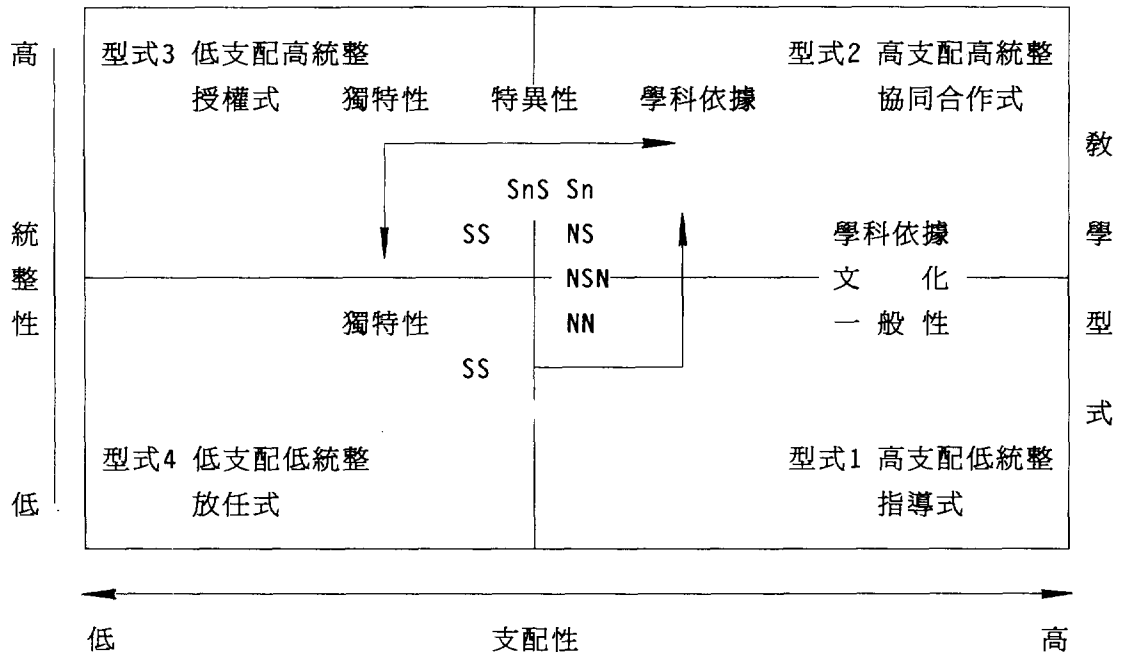 高 型式3 低支配高統整 型式2 高支配高統整
授權式 獨特性 特異性 學科依據 協同合作式
教
SnS Sn
統 SS NS 學科依據 學
整 NSN 文 化
性 獨特性 NN 一 般 性 型
SS
式
型式4 低支配低統整 型式1 高支配低統整
低 放任式 指導式
低 支配性 高